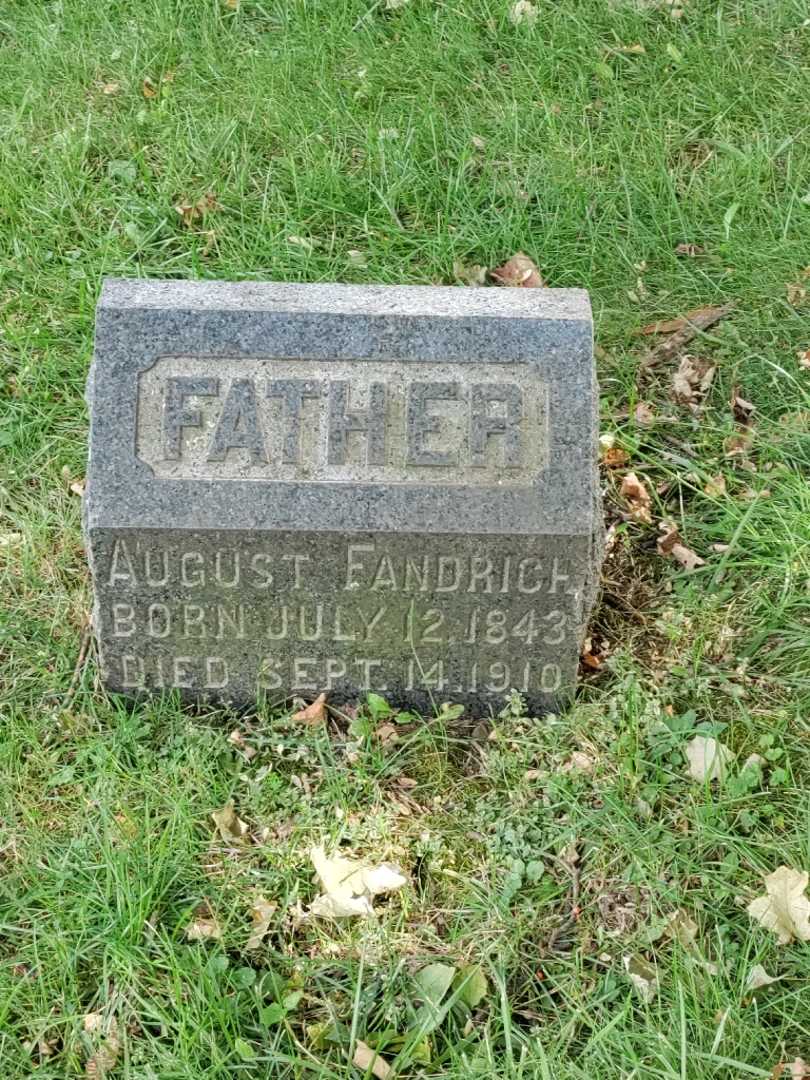 FATHER
AUGUST FANDRICH
BORN JULY 12, 1843
DIED SEPT. 14, 1910